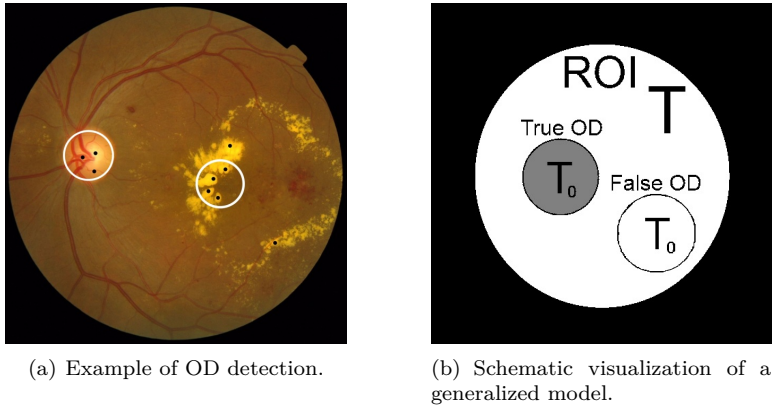 ROI
T
True OD
T₀
False OD
T₀
(a) Example of OD detection.
(b) Schematic visualization of a
generalized model.